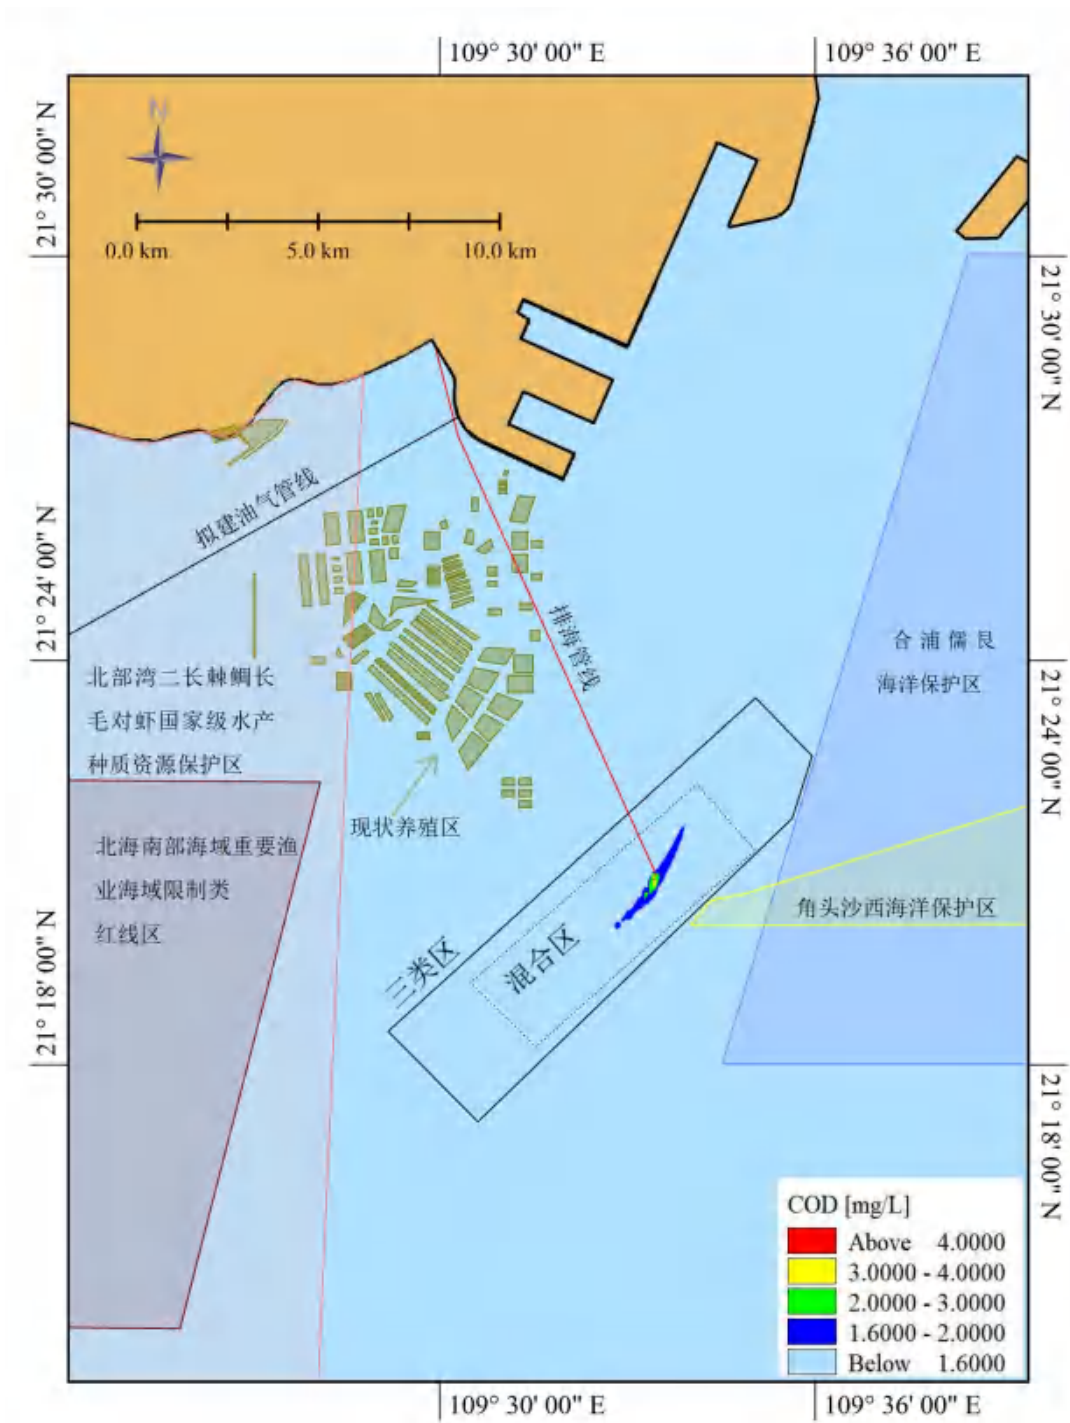 109° 30' 00" E
109° 36' 00" E
N
21° 30' 00" N
0.0 km
5.0 km
10.0 km
21° 30' 00" N
拟建油气管线
21° 24' 00" N
排海管线
合浦儒艮
海洋保护区
北部湾二长棘鲷长
毛对虾国家级水产
种质资源保护区
21° 24' 00" N
现状养殖区
北海南部海域重要渔
业海域限制类
红线区
角头沙西海洋保护区
三类区
混合区
21° 18' 00" N
21° 18' 00" N
COD [mg/L]
Above 4.0000
3.0000 - 4.0000
2.0000 - 3.0000
1.6000 - 2.0000
Below 1.6000
109° 30' 00" E
109° 36' 00" E